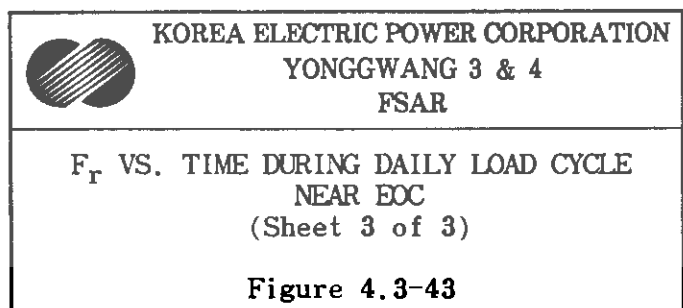 KOREA ELECTRIC POWER CORPORATION
YONGGWANG 3 & 4
FSAR
Fr VS. TIME DURING DAILY LOAD CYCLE
NEAR EOC
(Sheet 3 of 3)
Figure 4.3-43